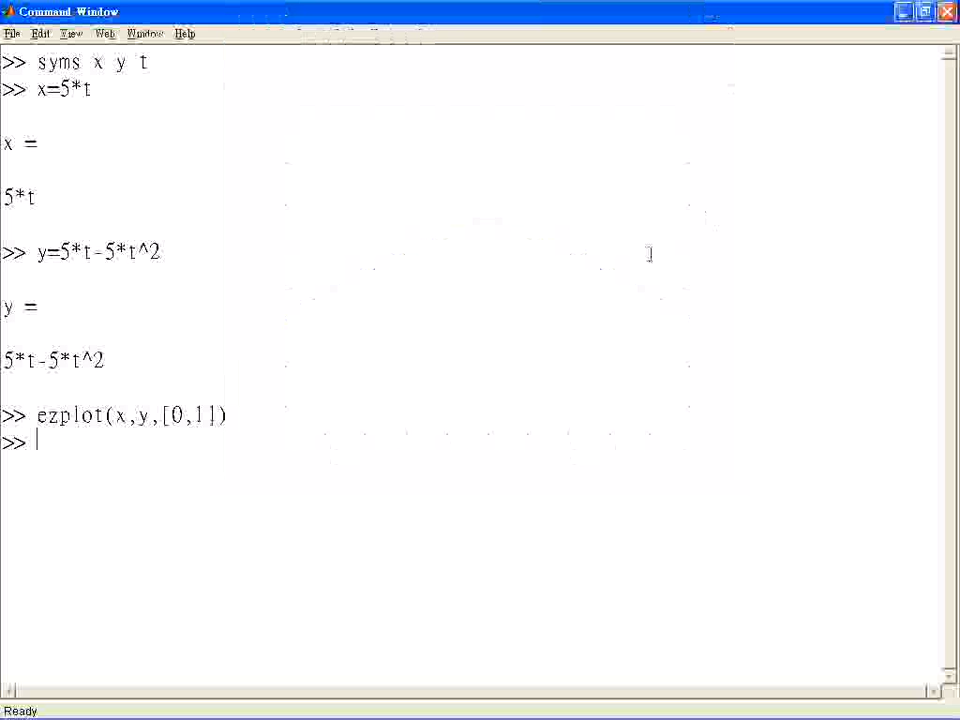 Command Window
File Edit View Web Window Help
>> syms x y t
>> x=5*t
x =
5*t
>> y=5*t-5*t^2
y =
5*t-5*t^2
>> ezplot(x,y,[0,1])
>>
Ready